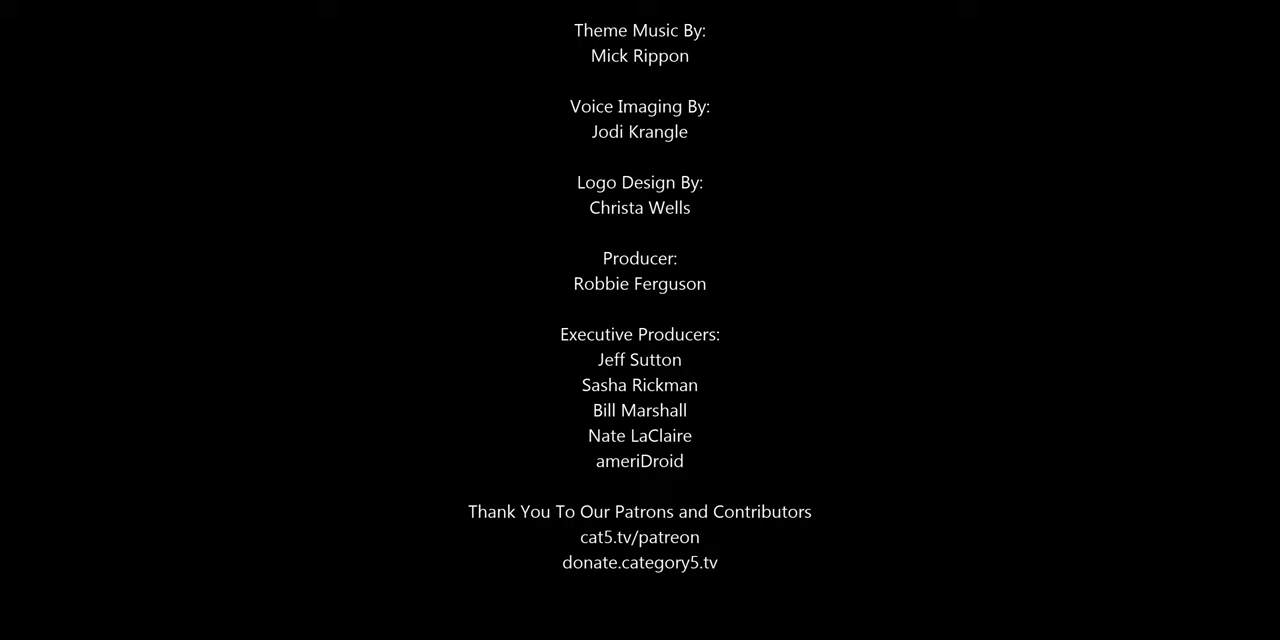 Theme Music By:
Mick Rippon
Voice Imaging By:
Jodi Krangle
Logo Design By:
Christa Wells
Producer:
Robbie Ferguson
Executive Producers:
Jeff Sutton
Sasha Rickman
Bill Marshall
Nate LaClaire
ameriDroid
Thank You To Our Patrons and Contributors
cat5.tv/patreon
donate.category5.tv